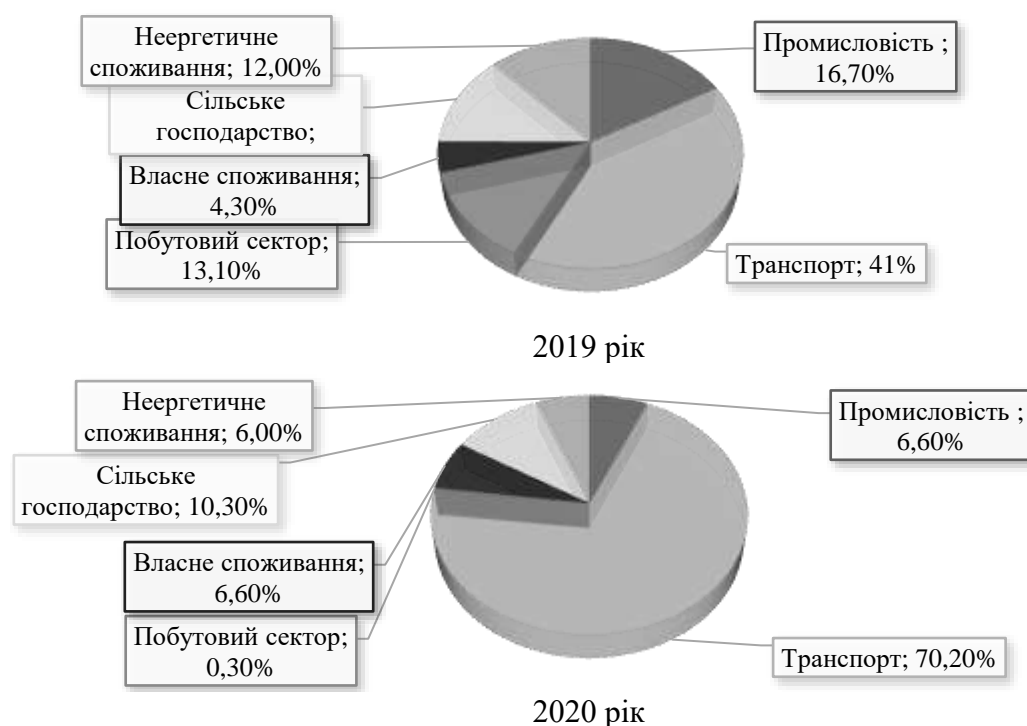 Неергетичне
споживання; 12,00%
Промисловість ;
16,70%
Сільське
господарство;
Власне споживання;
4,30%
Побутовий сектор;
13,10%
Транспорт; 41%
2019 рік
Неергетичне
споживання; 6,00%
Промисловість ;
6,60%
Сільське
господарство; 10,30%
Власне споживання;
6,60%
Побутовий сектор;
0,30%
Транспорт; 70,20%
2020 рік